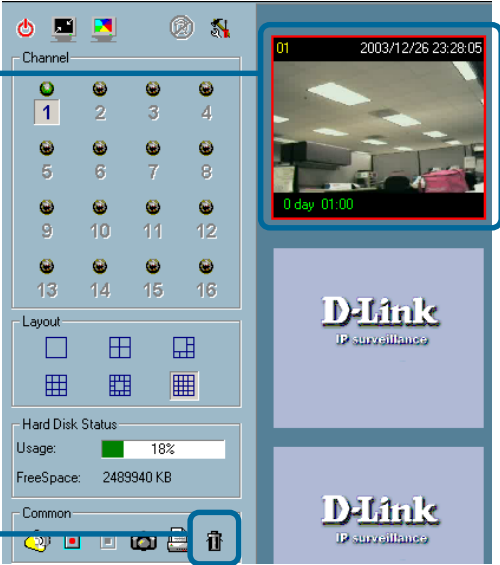 Channel
1 2 3 4
5 6 7 8
9 10 11 12
13 14 15 16
Layout
Hard Disk Status
Usage: 18%
FreeSpace: 2489940 KB
Common
01 2003/12/26 23:28:05
0 day 01:00
D-Link
IP surveillance
D-Link
IP surveillance